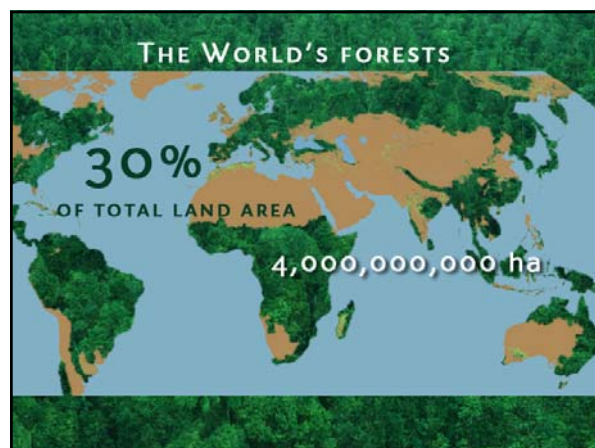 The World's forests
30%
of total land area
4,000,000,000 ha